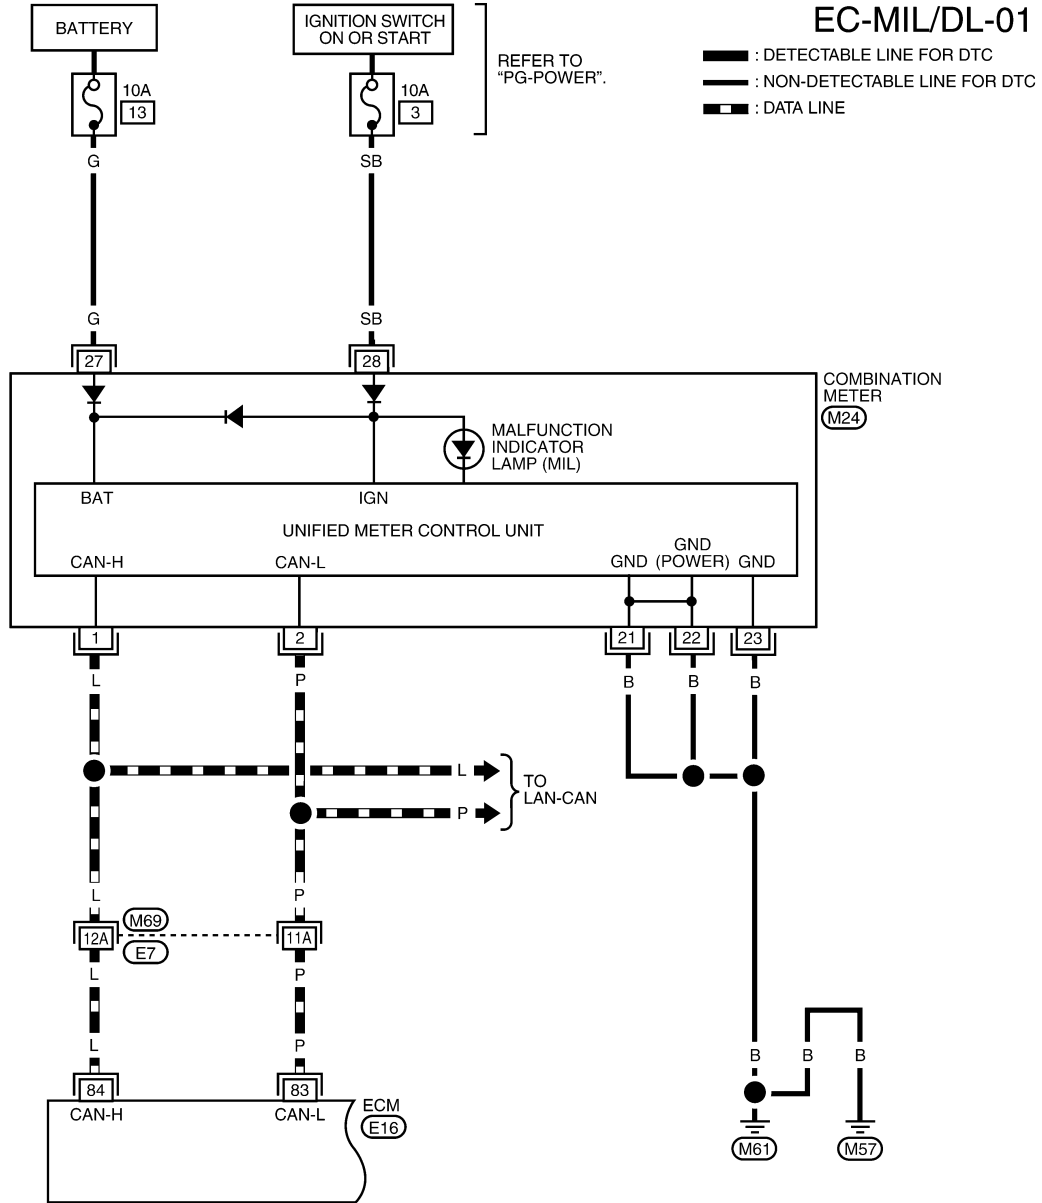 EC-MIL/DL-01
BATTERY
IGNITION SWITCH
ON OR START
REFER TO
“PG-POWER”.
: DETECTABLE LINE FOR DTC
: NON-DETECTABLE LINE FOR DTC
: DATA LINE
10A
13
10A
3
G
SB
G
SB
27
28
COMBINATION
METER
M24
MALFUNCTION
INDICATOR
LAMP (MIL)
BAT
IGN
UNIFIED METER CONTROL UNIT
CAN-H
CAN-L
GND
GND
(POWER)
GND
1
2
21
22
23
L
P
B
B
B
L
P
TO
LAN-CAN
L
P
M69
12A
11A
E7
L
P
L
P
B
B
B
84
83
CAN-H
CAN-L
ECM
E16
M61
M57